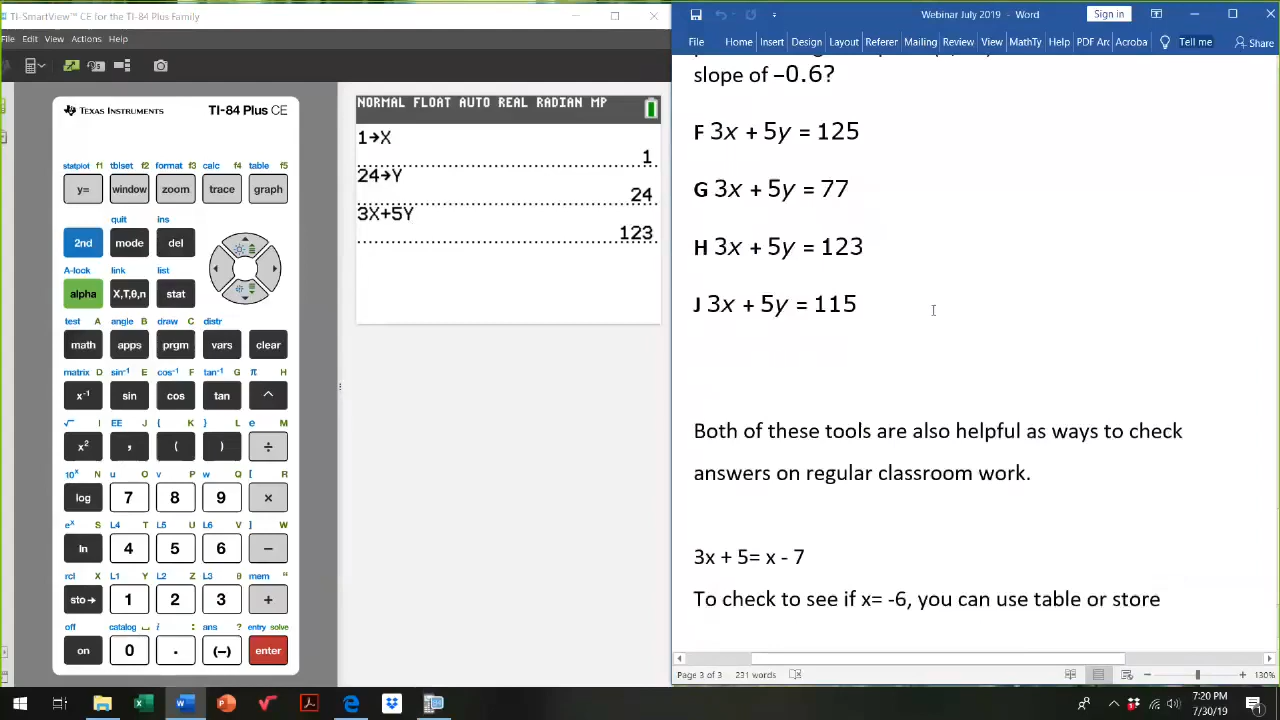 TI-SmartView™ CE for the TI-84 Plus Family
File Edit View Actions Help
TEXAS INSTRUMENTS TI-84 Plus CE
statplot f1 tblset f2 format f3 calc f4 table f5
y= window zoom trace graph
quit ins
2nd mode del
A-lock link list
alpha X,T,θ,n stat
test A angle B draw C distr
math apps prgm vars clear
matrix D sin⁻¹ E cos⁻¹ F tan⁻¹ G π H
x⁻¹ sin cos tan ^
√ I EE J { K } L e M
x² , ( ) ÷
10ˣ N u O v P w Q [ R
log 7 8 9 ×
eˣ S L4 T L5 U L6 V ] W
ln 4 5 6 −
rcl X L1 Y L2 Z L3 θ mem "
sto→ 1 2 3 +
off catalog i : ans ? entry solve
on 0 . (−) enter
NORMAL FLOAT AUTO REAL RADIAN MP
1→X
1
24→Y
24
3X+5Y
123
Webinar July 2019 - Word
Sign in
File Home Insert Design Layout Referer Mailing Review View MathTy PDF Arc Acroba Tell me Share
slope of −0.6?
F 3x + 5y = 125
G 3x + 5y = 77
H 3x + 5y = 123
J 3x + 5y = 115
Both of these tools are also helpful as ways to check
answers on regular classroom work.
3x + 5= x - 7
To check to see if x= -6, you can use table or store
Page 3 of 3 231 words
130%
7:20 PM
7/30/19